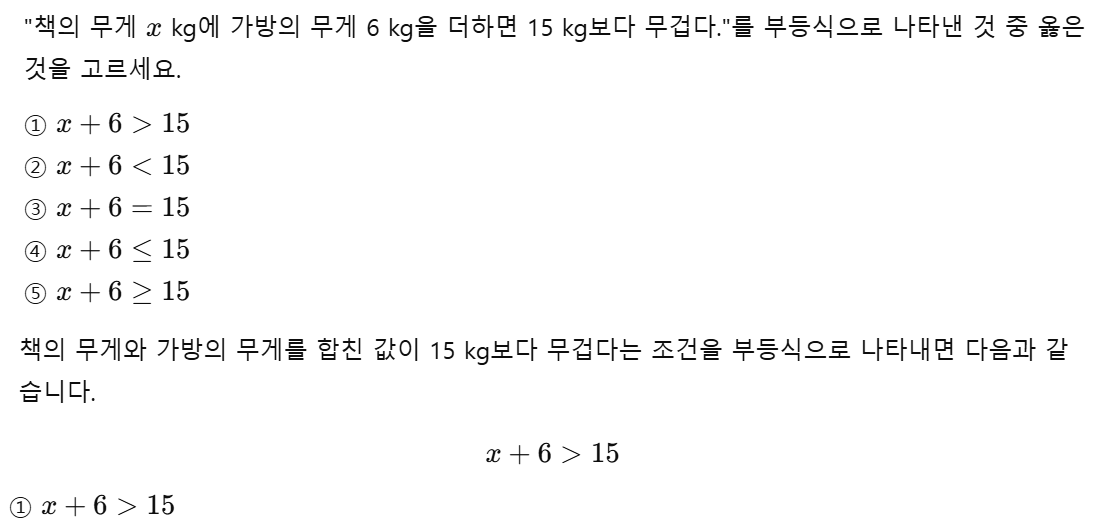 "책의 무게 x kg에 가방의 무게 6 kg을 더하면 15 kg보다 무겁다."를 부등식으로 나타낸 것 중 옳은
것을 고르세요.
① x + 6 > 15
② x + 6 < 15
③ x + 6 = 15
④ x + 6 ≤ 15
⑤ x + 6 ≥ 15
책의 무게와 가방의 무게를 합친 값이 15 kg보다 무겁다는 조건을 부등식으로 나타내면 다음과 같
습니다.
x + 6 > 15
① x + 6 > 15